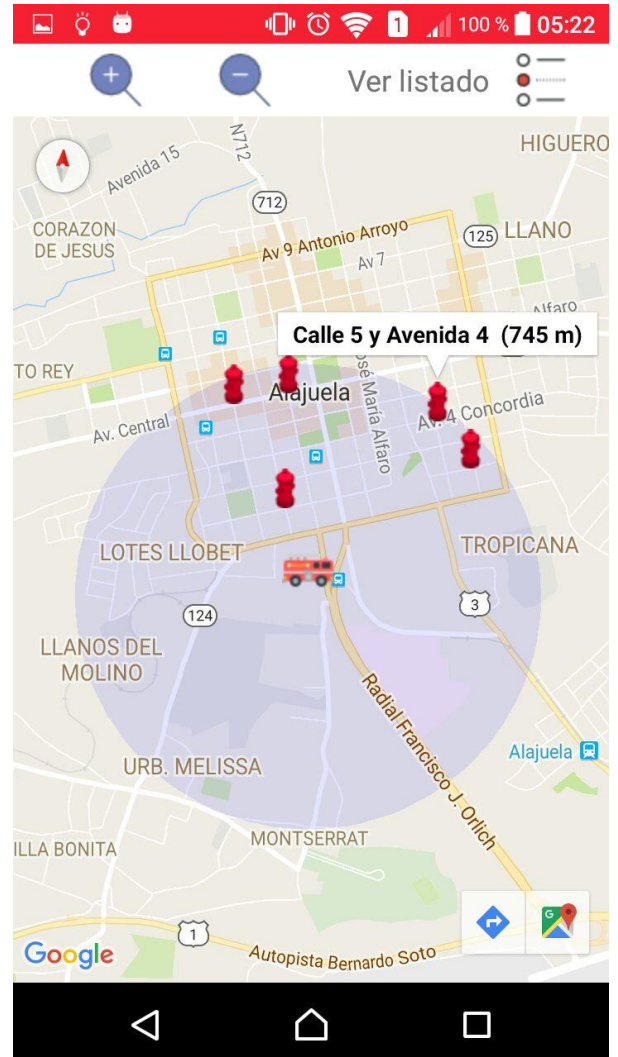 1
100 %
05:22
Ver listado
N712
Avenida 15
HIGUERO
712
CORAZON
DE JESUS
Av 9 Antonio Arroyo
125
LLANO
Av 7
Alfaro
Calle 5 y Avenida 4 (745 m)
TO REY
Alajuela
José María Alfaro
Av. 4 Concordia
Av. Central
LOTES LLOBET
TROPICANA
3
124
LLANOS DEL
MOLINO
Radial Francisco J. Orlich
Alajuela
URB. MELISSA
MONTSERRAT
ILLA BONITA
1
G
Google
Autopista Bernardo Soto